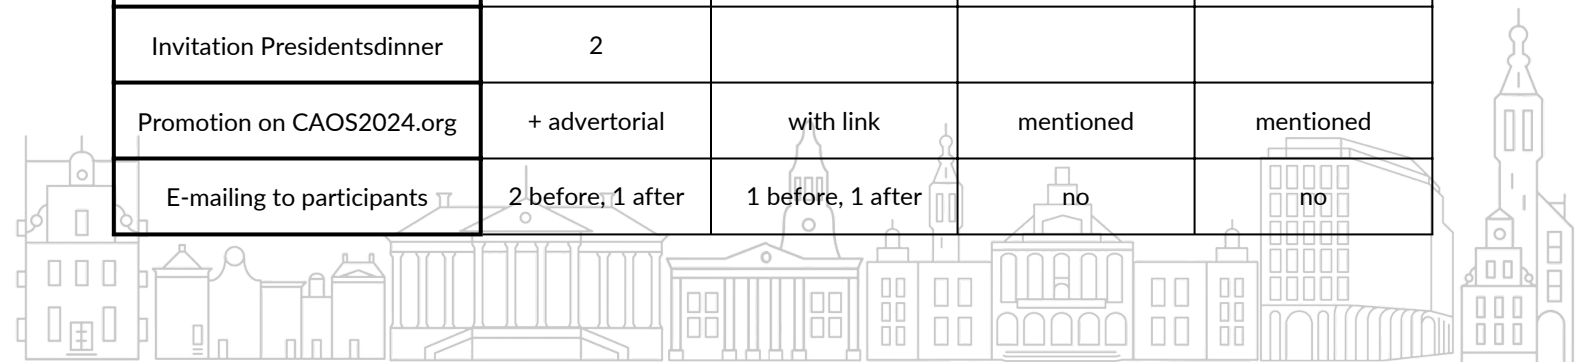 Invitation Presidentsdinner 2
Promotion on CAOS2024.org + advertorial with link mentioned mentioned
E-mailing to participants 2 before, 1 after 1 before, 1 after no no